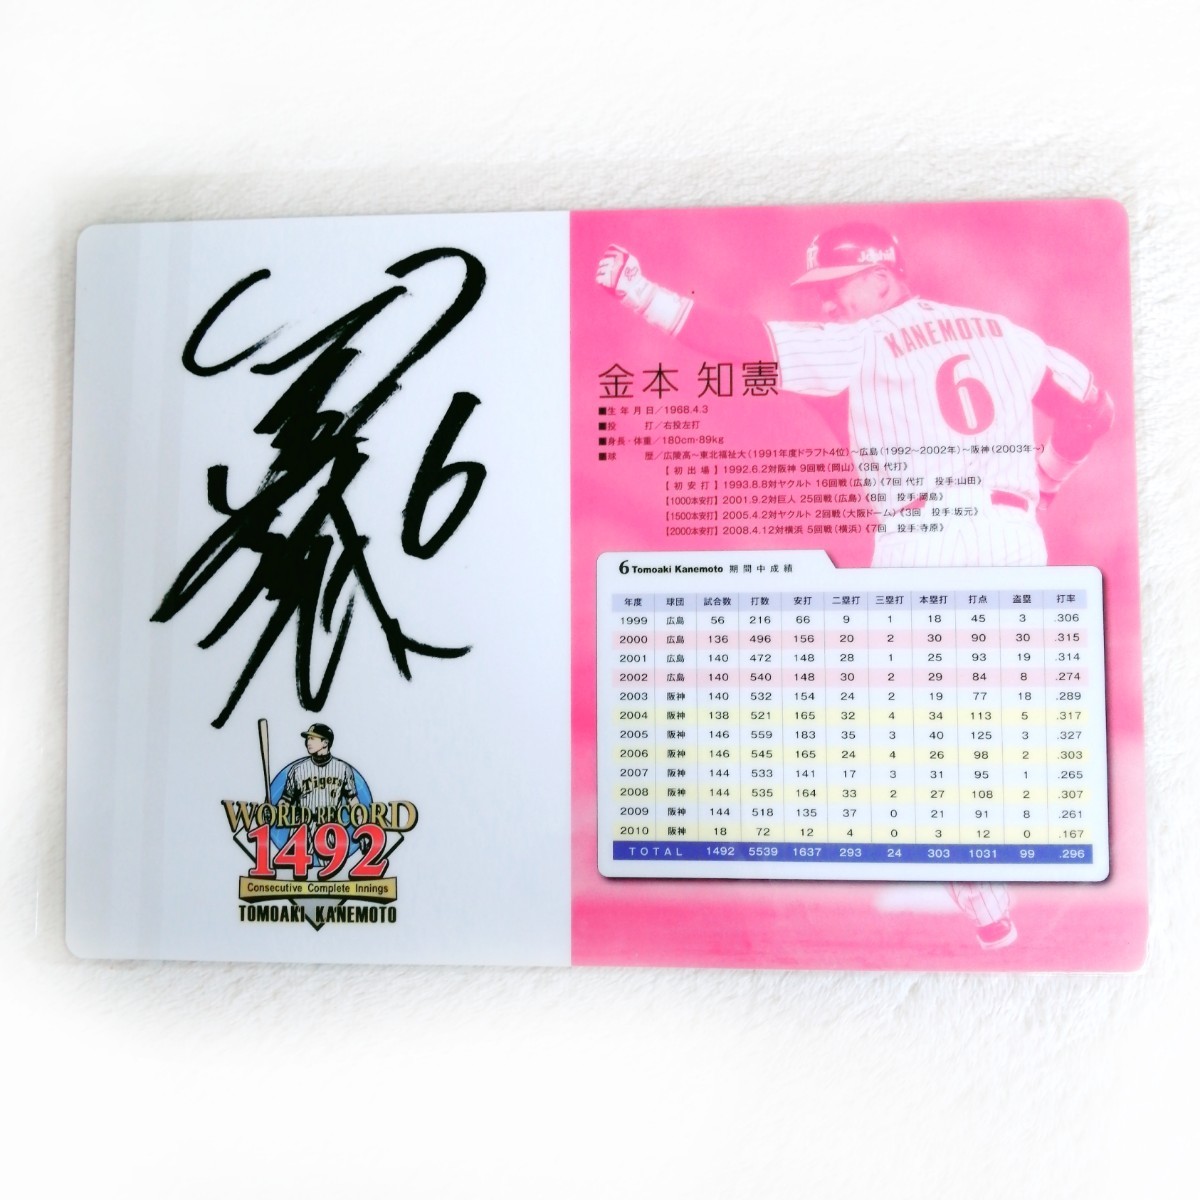 6
Tigers
6
WORLD RECORD
1492
Consecutive Complete Innings
TOMOAKI KANEMOTO
KANEMOTO
6
金本 知憲
■生年月日/1968.4.3
■投 打/右投左打
■身長・体重/180cm・89kg
■球 歴/広陵高〜東北福祉大(1991年度ドラフト4位)〜広島(1992〜2002年)〜阪神(2003年〜)
【初出場】1992.6.2対阪神 9回戦(岡山)《3回 代打》
【初安打】1993.8.8対ヤクルト 16回戦(広島)《7回 代打 投手:山田》
【1000本安打】2001.9.2対巨人 25回戦(広島)《8回 投手:岡島》
【1500本安打】2005.4.2対ヤクルト 2回戦(大阪ドーム)《3回 投手:坂元》
【2000本安打】2008.4.12対横浜 5回戦(横浜)《7回 投手:寺原》
6 Tomoaki Kanemoto 期間中成績
年度 球団 試合数 打数 安打 二塁打 三塁打 本塁打 打点 盗塁 打率
1999 広島 56 216 66 9 1 18 45 3 .306
2000 広島 136 496 156 20 2 30 90 30 .315
2001 広島 140 472 148 28 1 25 93 19 .314
2002 広島 140 540 148 30 2 29 84 8 .274
2003 阪神 140 532 154 24 2 19 77 18 .289
2004 阪神 138 521 165 32 4 34 113 5 .317
2005 阪神 146 559 183 35 3 40 125 3 .327
2006 阪神 146 545 165 24 4 26 98 2 .303
2007 阪神 144 533 141 17 3 31 95 1 .265
2008 阪神 144 535 164 33 2 27 108 2 .307
2009 阪神 144 518 135 37 0 21 91 8 .261
2010 阪神 18 72 12 4 0 3 12 0 .167
TOTAL 1492 5539 1637 293 24 303 1031 99 .296